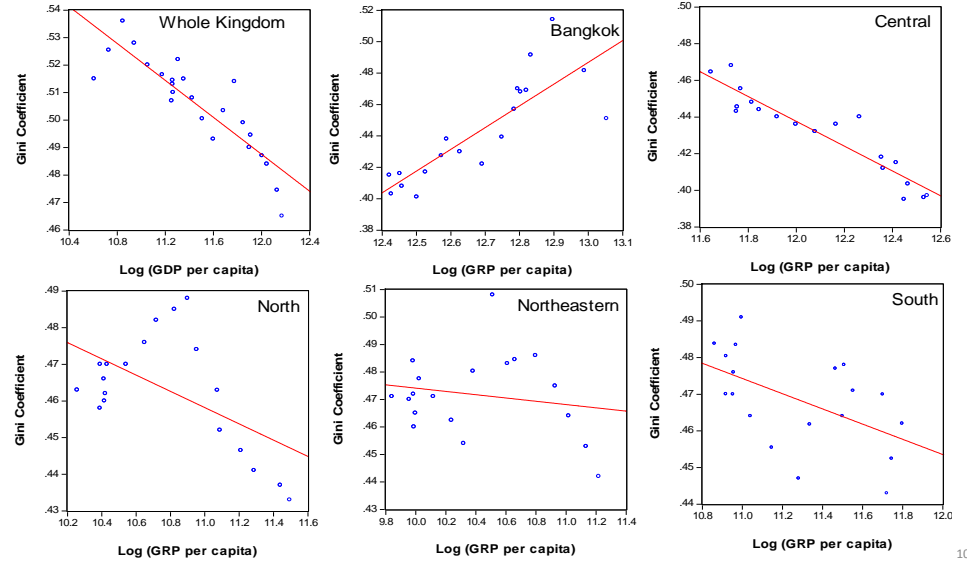 Whole Kingdom
Gini Coefficient
.54
.53
.52
.51
.50
.49
.48
.47
.46
10.4 10.8 11.2 11.6 12.0 12.4
Log (GDP per capita)
Bangkok
Gini Coefficient
.52
.50
.48
.46
.44
.42
.40
.38
12.4 12.5 12.6 12.7 12.8 12.9 13.0 13.1
Log (GRP per capita)
Central
Gini Coefficient
.50
.48
.46
.44
.42
.40
.38
11.6 11.8 12.0 12.2 12.4 12.6
Log (GRP per capita)
North
Gini Coefficient
.49
.48
.47
.46
.45
.44
.43
10.2 10.4 10.6 10.8 11.0 11.2 11.4 11.6
Log (GRP per capita)
Northeastern
Gini Coefficient
.51
.50
.49
.48
.47
.46
.45
.44
.43
9.8 10.0 10.2 10.4 10.6 10.8 11.0 11.2 11.4
Log (GRP per capita)
South
Gini Coefficient
.50
.49
.48
.47
.46
.45
.44
10.8 11.0 11.2 11.4 11.6 11.8 12.0
Log (GRP per capita)
10